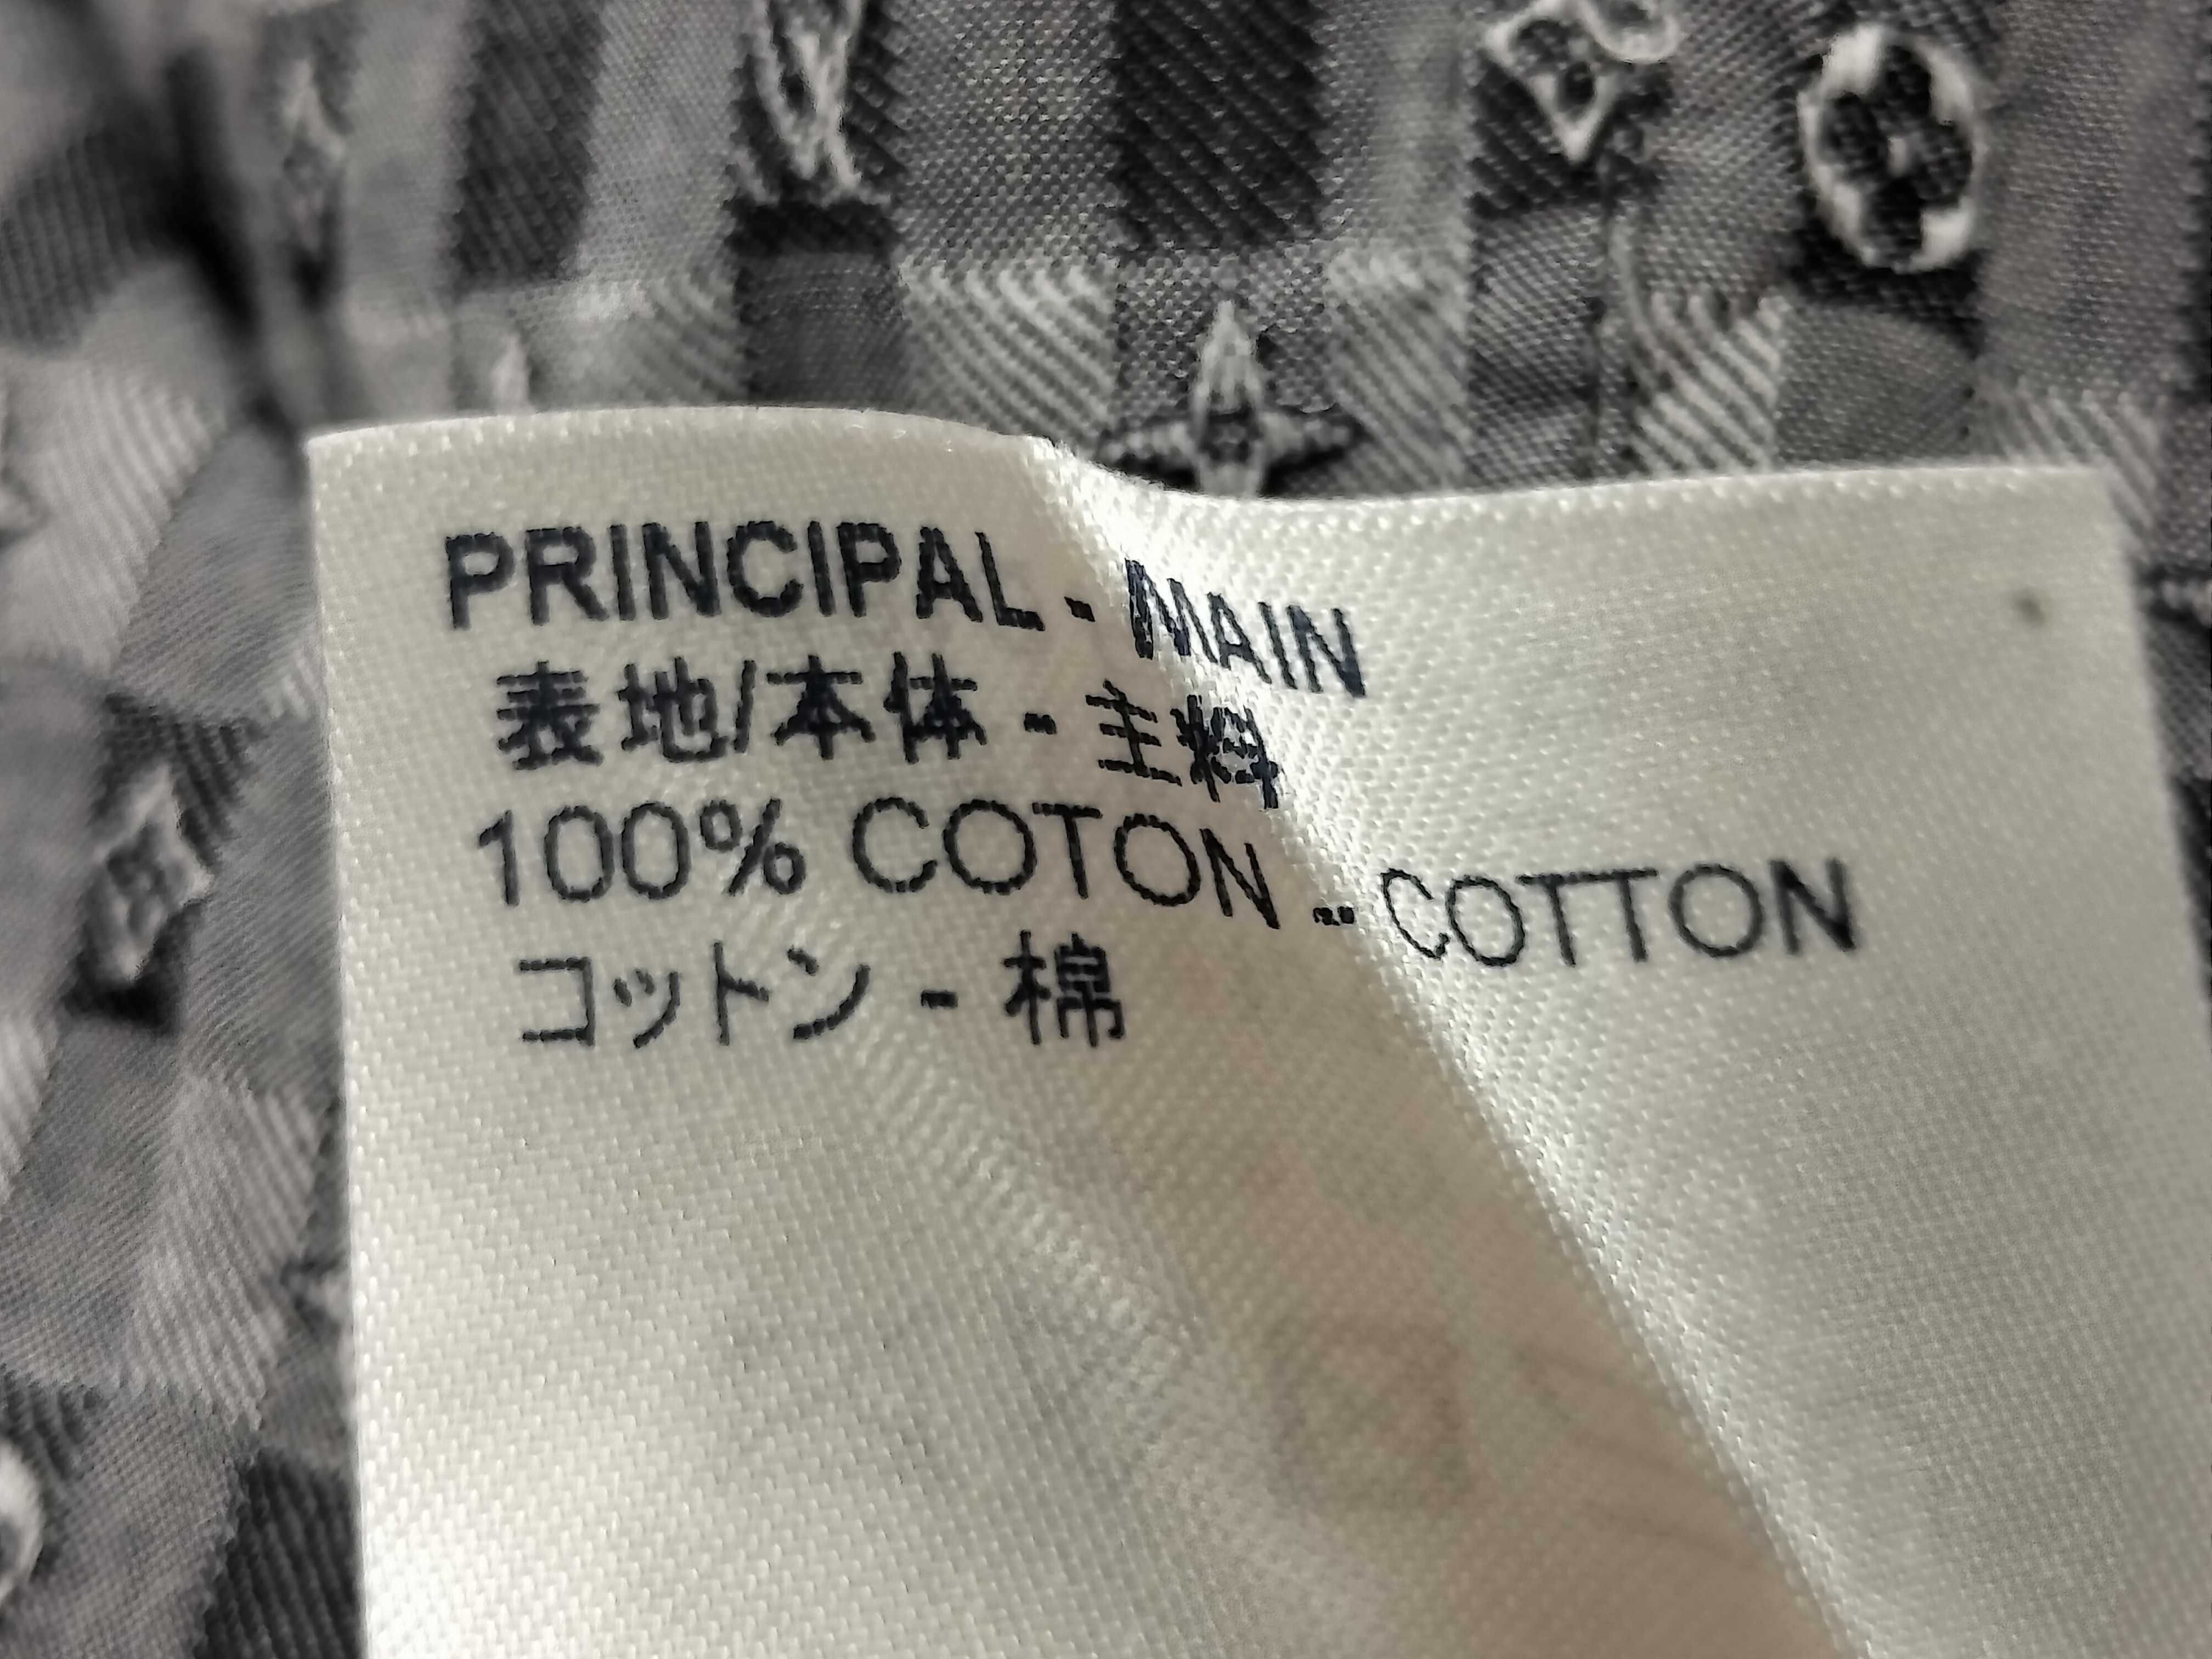 PRINCIPAL - MAIN
表地/本体 - 主料
100% COTON - COTTON
コットン - 棉